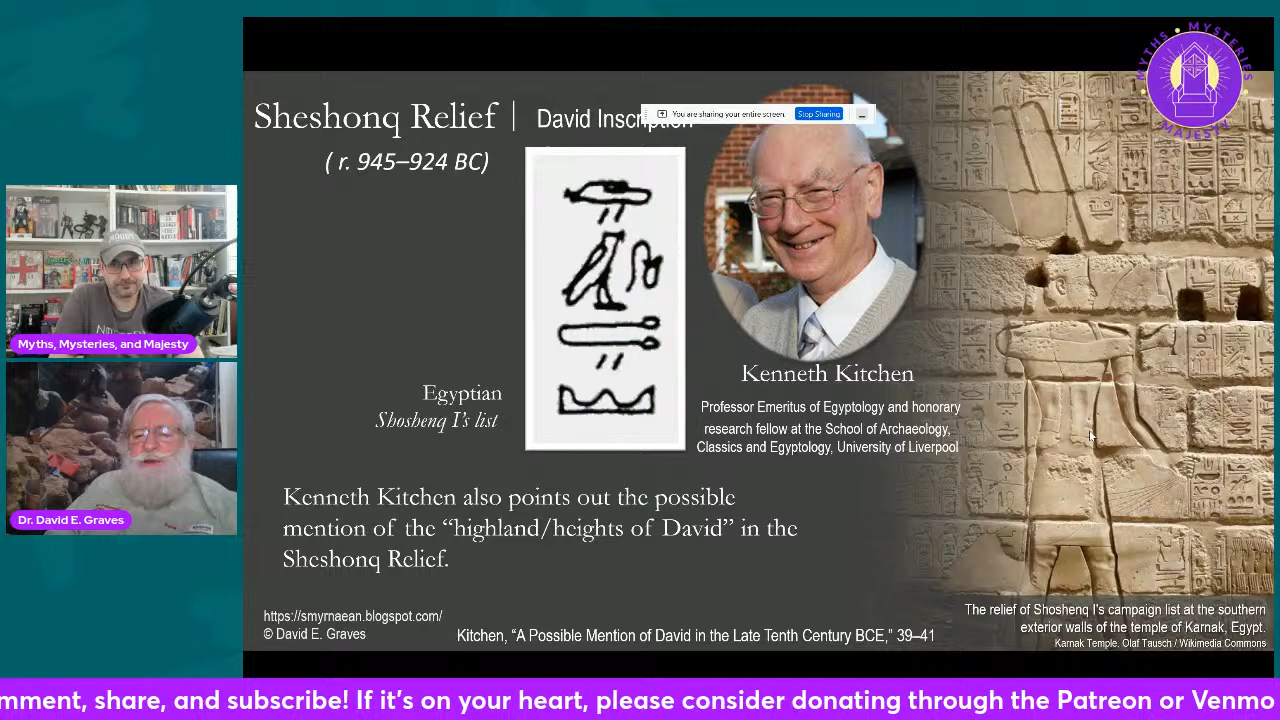 MYTHS • MYSTERIES
MAJESTY
Sheshonq Relief | David Inscription
You are sharing your entire screen. Stop Sharing
( r. 945–924 BC)
Myths, Mysteries, and Majesty
Dr. David E. Graves
Egyptian
Shoshenq I's list
Kenneth Kitchen
Professor Emeritus of Egyptology and honorary
research fellow at the School of Archaeology,
Classics and Egyptology, University of Liverpool
Kenneth Kitchen also points out the possible
mention of the “highland/heights of David” in the
Sheshonq Relief.
https://smyrnaean.blogspot.com/
© David E. Graves
Kitchen, “A Possible Mention of David in the Late Tenth Century BCE,” 39–41
The relief of Shoshenq I's campaign list at the southern
exterior walls of the temple of Karnak, Egypt.
Karnak Temple, Olaf Tausch / Wikimedia Commons
mment, share, and subscribe! If it's on your heart, please consider donating through the Patreon or Venmo